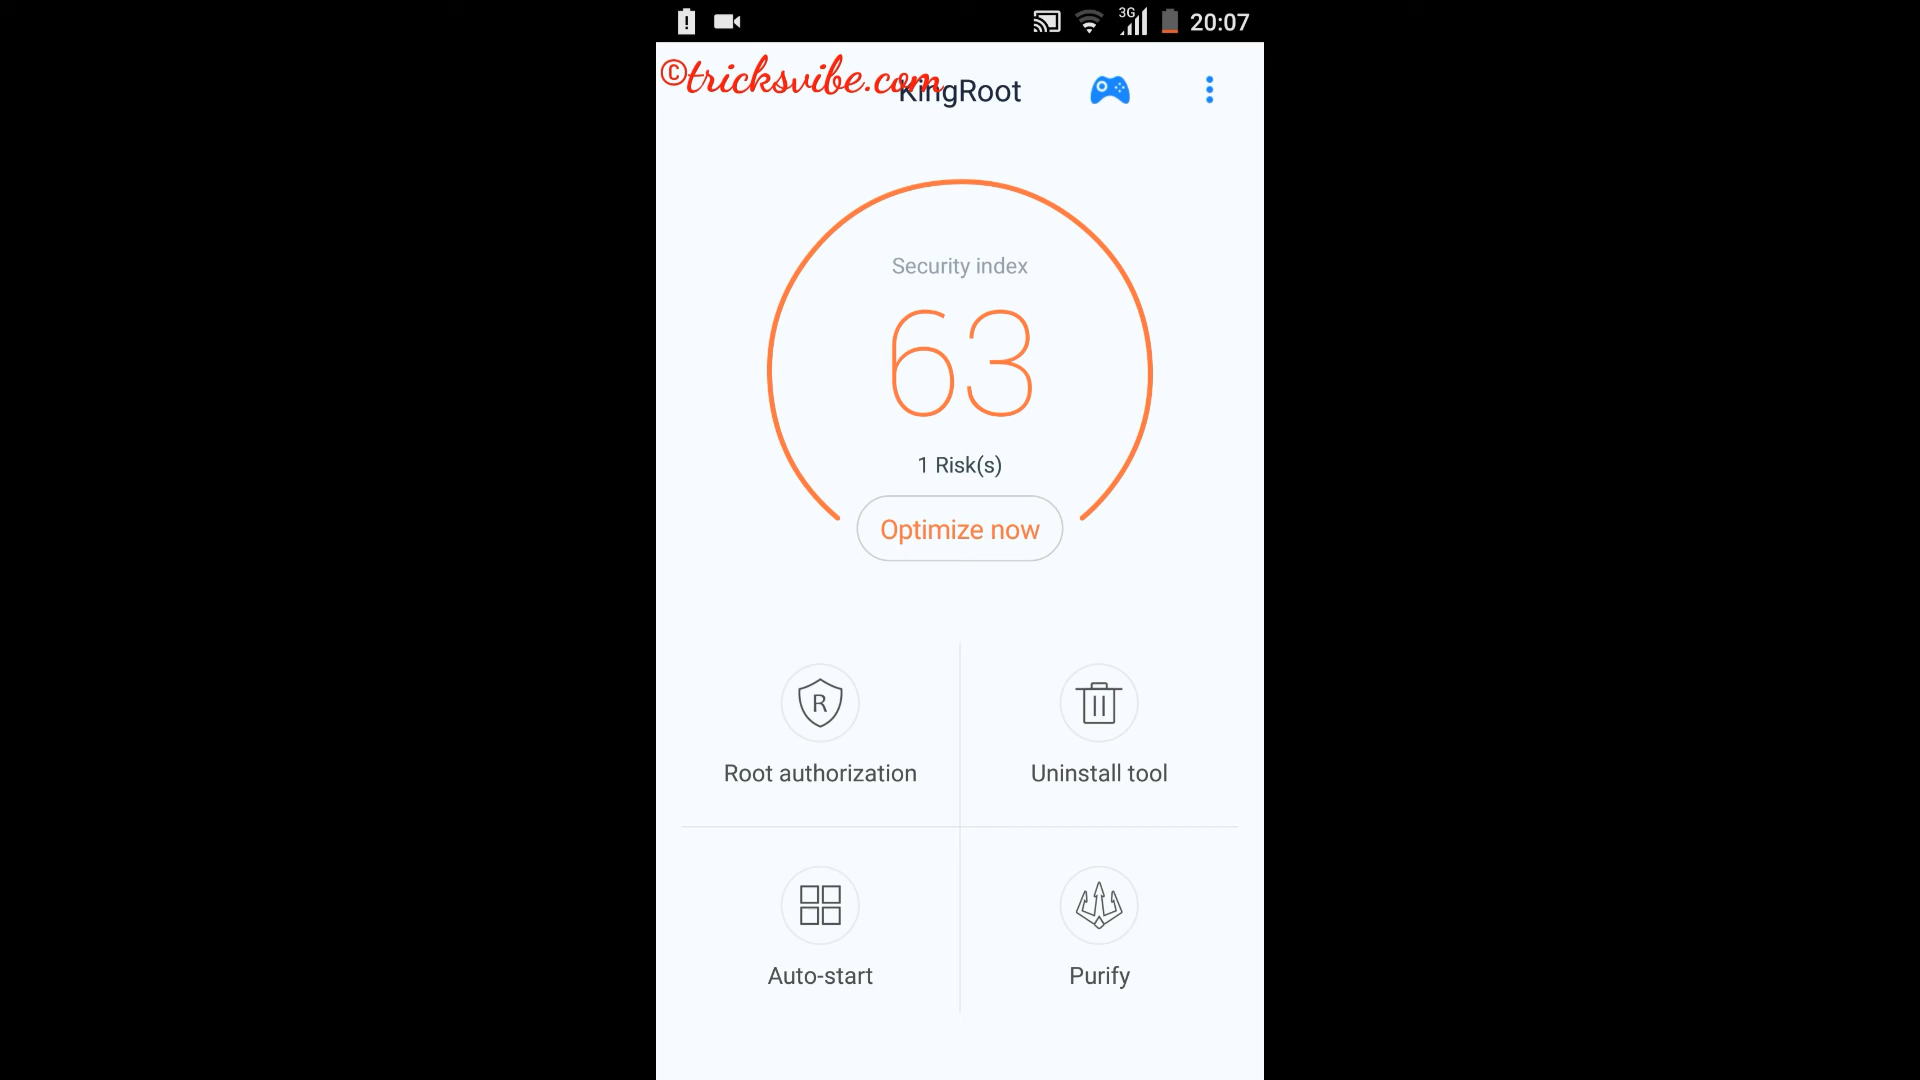 3G 20:07
©tricksvibe.com
KingRoot
Security index
63
1 Risk(s)
Optimize now
R
Root authorization
Uninstall tool
Auto-start
Purify